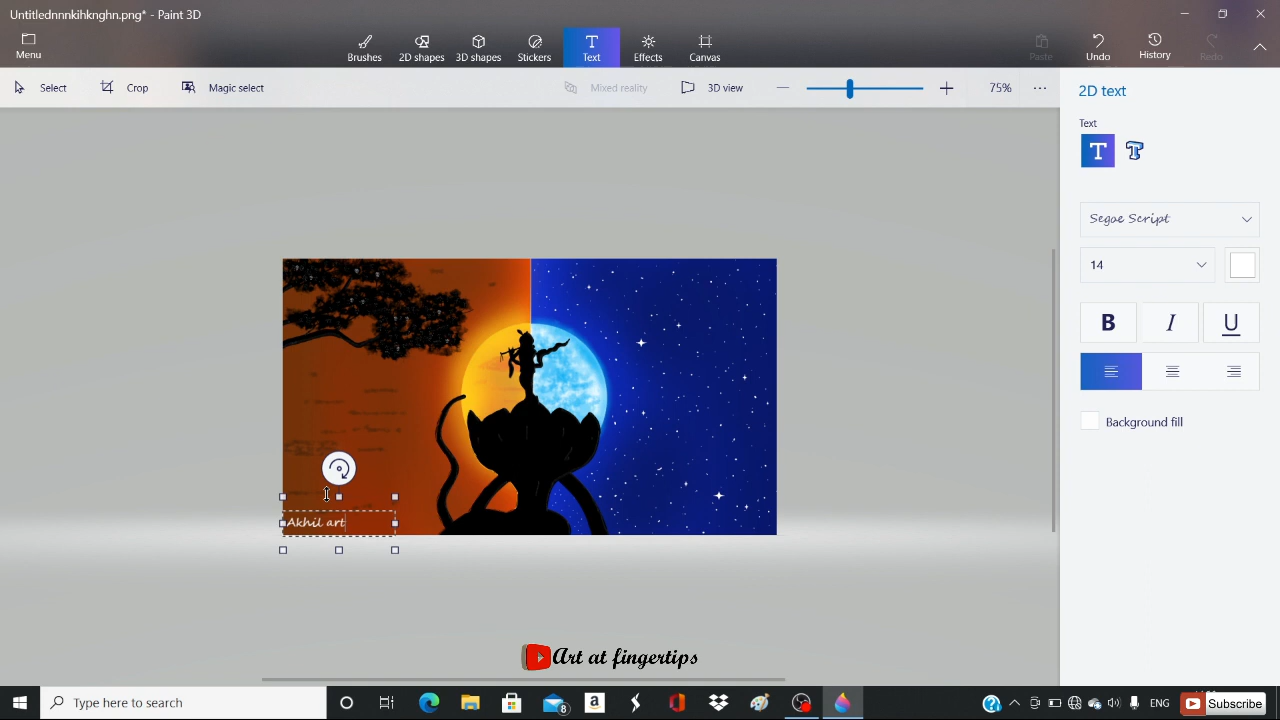 Untitlednnnkihknghn.png* - Paint 3D
Menu
Brushes
2D shapes
3D shapes
Stickers
Text
Effects
Canvas
Paste
Undo
History
Redo
Select
Crop
Magic select
Mixed reality
3D view
75%
2D text
Text
Segoe Script
14
B
I
U
Background fill
Akhil art
Art at fingertips
Type here to search
8
a
ENG
Subscribe